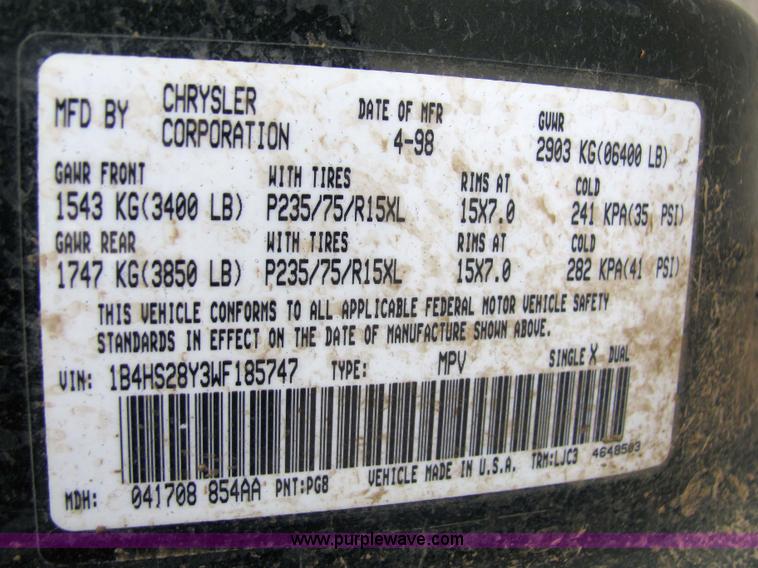 MFD BY CHRYSLER CORPORATION DATE OF MFR 4-98 GVWR 2903 KG(06400 LB)
GAWR FRONT WITH TIRES RIMS AT COLD
1543 KG(3400 LB) P235/75/R15XL 15X7.0 241 KPA(35 PSI)
GAWR REAR WITH TIRES RIMS AT COLD
1747 KG(3850 LB) P235/75/R15XL 15X7.0 282 KPA(41 PSI)
THIS VEHICLE CONFORMS TO ALL APPLICABLE FEDERAL MOTOR VEHICLE SAFETY
STANDARDS IN EFFECT ON THE DATE OF MANUFACTURE SHOWN ABOVE.
VIN: 1B4HS28Y3WF185747 TYPE: MPV SINGLE X DUAL
MDH: 041708 854AA PNT:PG8 VEHICLE MADE IN U.S.A. TRM:LJC3 4648503
www.purplewave.com